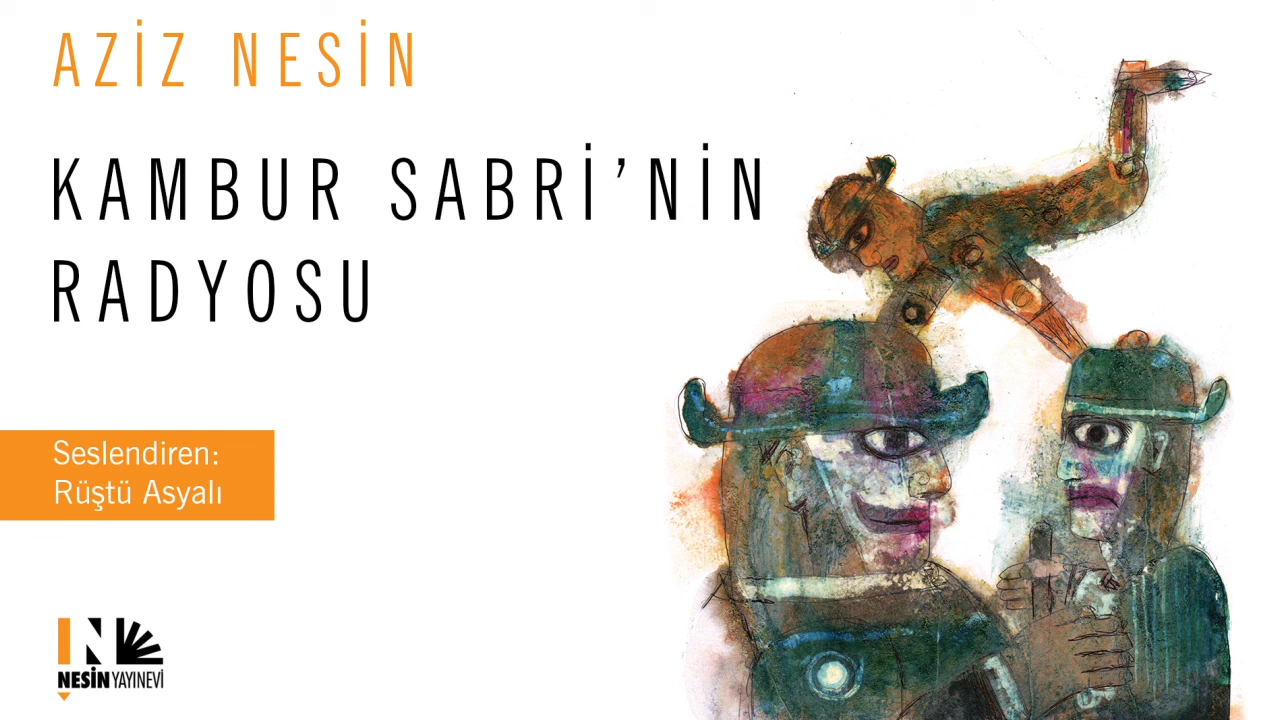 AZİZ NESİN
KAMBUR SABRİ’NİN
RADYOSU
Seslendiren:
Rüştü Asyalı
NESİN YAYINEVİ